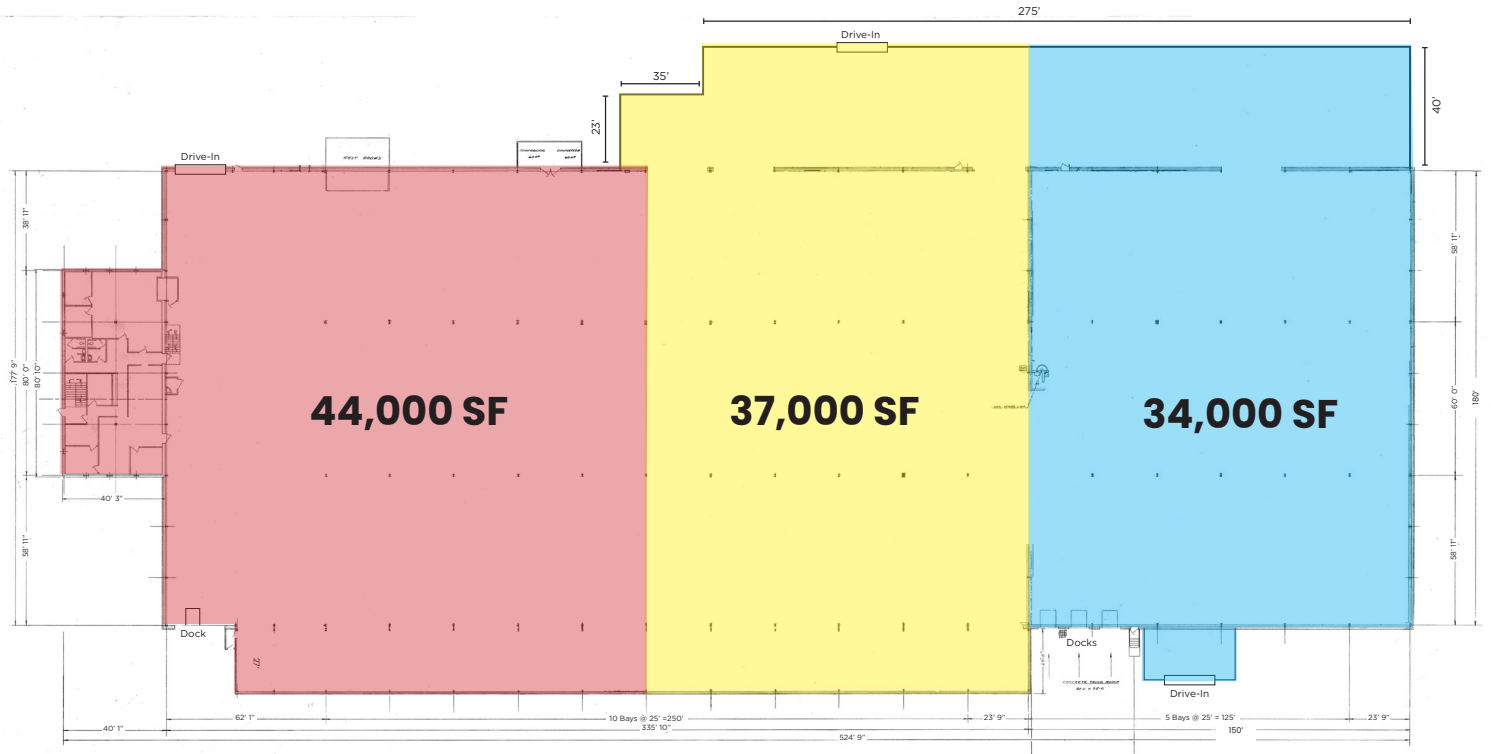 275'
Drive-In
35'
40'
23'
Drive-In
38' 11"
58' 11"
177' 9"
80' 0"
80' 10"
44,000 SF
37,000 SF
34,000 SF
60' 0"
180'
40' 3"
58' 11"
58' 11"
Dock
Docks
27'
Drive-In
62' 1"
10 Bays @ 25' =250'
23' 9"
5 Bays @ 25' = 125'
23' 9"
40' 1"
335' 10"
150'
524' 9"